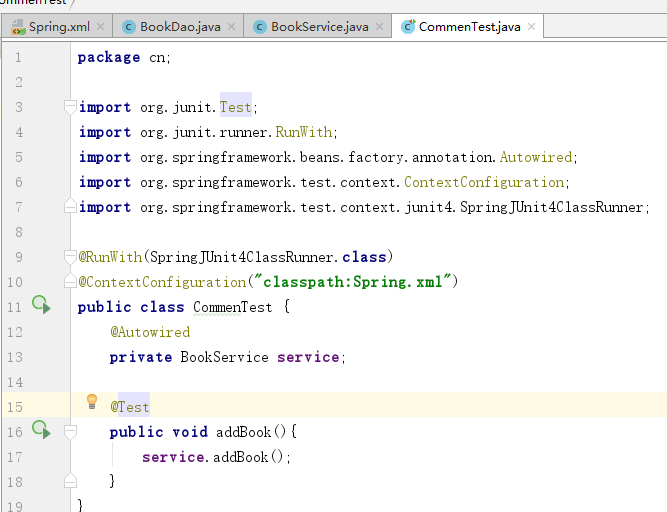 ommenTest
Spring.xml BookDao.java BookService.java CommenTest.java
1 package cn;
2
3 import org.junit.Test;
4 import org.junit.runner.RunWith;
5 import org.springframework.beans.factory.annotation.Autowired;
6 import org.springframework.test.context.ContextConfiguration;
7 import org.springframework.test.context.junit4.SpringJUnit4ClassRunner;
8
9 @RunWith(SpringJUnit4ClassRunner.class)
10 @ContextConfiguration("classpath:Spring.xml")
11 public class CommenTest {
12 @Autowired
13 private BookService service;
14
15 @Test
16 public void addBook(){
17 service.addBook();
18 }
19 }